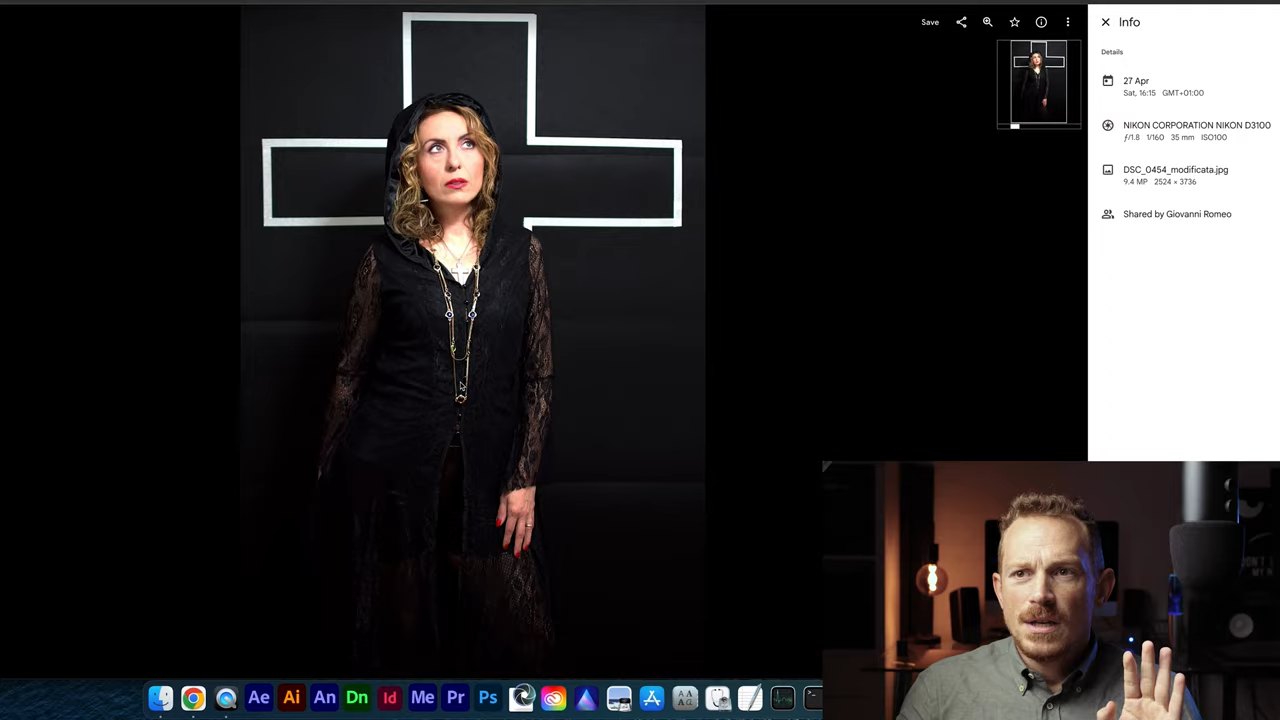 Save
Info
Details
27 Apr
Sat, 16:15 GMT+01:00
NIKON CORPORATION NIKON D3100
ƒ/1.8 1/160 35 mm ISO100
DSC_0454_modificata.jpg
9.4 MP 2524 × 3736
Shared by Giovanni Romeo
Ae Ai An Dn Id Me Pr Ps